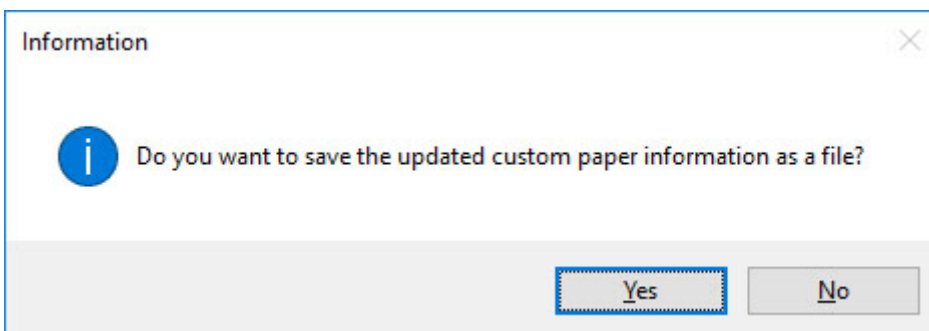 Information
Do you want to save the updated custom paper information as a file?
Yes
No